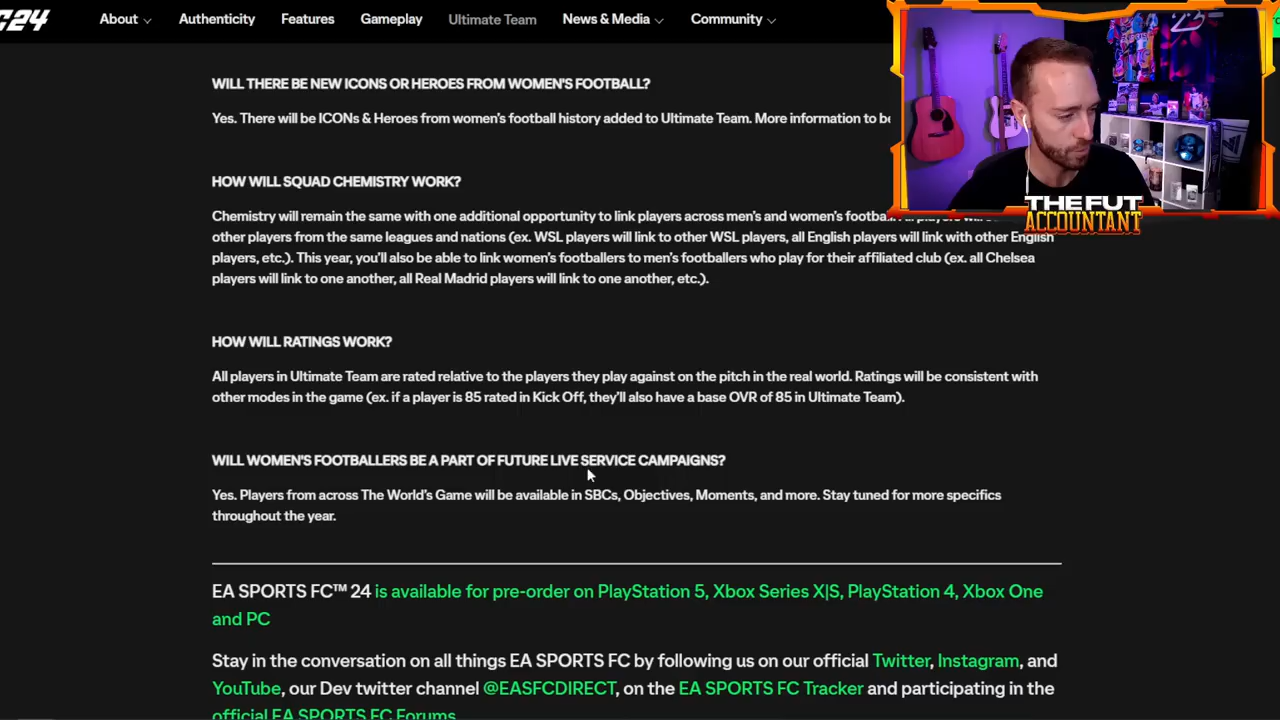 C24 About Authenticity Features Gameplay Ultimate Team News & Media Community
WILL THERE BE NEW ICONS OR HEROES FROM WOMEN'S FOOTBALL?
Yes. There will be ICONs & Heroes from women's football history added to Ultimate Team. More information to be
HOW WILL SQUAD CHEMISTRY WORK?
Chemistry will remain the same with one additional opportunity to link players across men's and women's football.
other players from the same leagues and nations (ex. WSL players will link to other WSL players, all English players will link with other English
players, etc.). This year, you'll also be able to link women's footballers to men's footballers who play for their affiliated club (ex. all Chelsea
players will link to one another, all Real Madrid players will link to one another, etc.).
HOW WILL RATINGS WORK?
All players in Ultimate Team are rated relative to the players they play against on the pitch in the real world. Ratings will be consistent with
other modes in the game (ex. if a player is 85 rated in Kick Off, they'll also have a base OVR of 85 in Ultimate Team).
WILL WOMEN'S FOOTBALLERS BE A PART OF FUTURE LIVE SERVICE CAMPAIGNS?
Yes. Players from across The World's Game will be available in SBCs, Objectives, Moments, and more. Stay tuned for more specifics
throughout the year.
EA SPORTS FC™ 24 is available for pre-order on PlayStation 5, Xbox Series X|S, PlayStation 4, Xbox One
and PC
Stay in the conversation on all things EA SPORTS FC by following us on our official Twitter, Instagram, and
YouTube, our Dev twitter channel @EASFCDIRECT, on the EA SPORTS FC Tracker and participating in the
official EA SPORTS FC Forums.
THE FUT
ACCOUNTANT